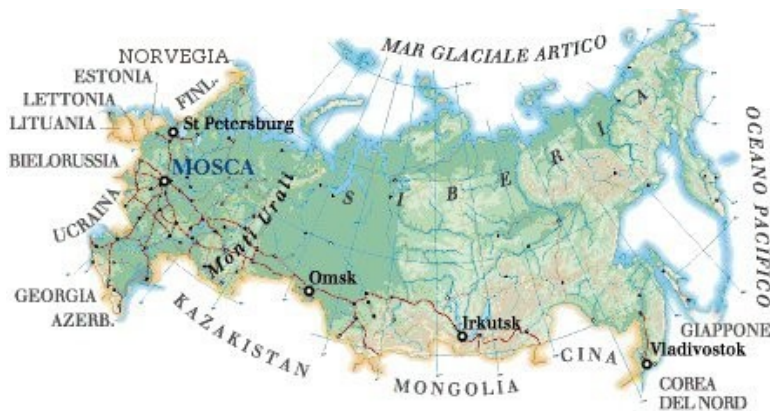 MAR GLACIALE ARTICO
NORVEGIA
ESTONIA
FINL.
LETTONIA
LITUANIA
St Petersburg
BIELORUSSIA
MOSCA
SIBERIA
OCEANO PACIFICO
UCRAINA
Monti Urali
Omsk
GEORGIA
AZERB.
KAZAKISTAN
Irkutsk
GIAPPONE
CINA
Vladivostok
MONGOLIA
COREA
DEL NORD